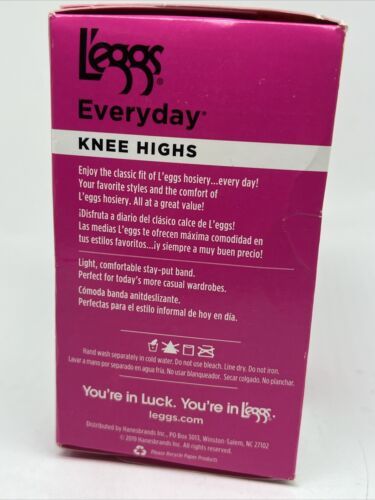 L'eggs®
Everyday®
KNEE HIGHS
Enjoy the classic fit of L'eggs hosiery...every day!
Your favorite styles and the comfort of
L'eggs hosiery. All at a great value!
¡Disfruta a diario del clásico calce de L'eggs!
Las medias L'eggs te ofrecen máxima comodidad en
tus estilos favoritos...¡y siempre a muy buen precio!
Light, comfortable stay-put band.
Perfect for today's more casual wardrobes.
Cómoda banda anitdeslizante.
Perfectas para el estilo informal de hoy en día.
Hand wash separately in cold water. Do not use bleach. Line dry. Do not iron.
Lavar a mano por separado en agua fría. No usar blanqueador. Secar colgado. No planchar.
You're in Luck. You're in L'eggs.
leggs.com
Distributed by Hanesbrands Inc., PO Box 3013, Winston-Salem, NC 27102
© 2019 Hanesbrands Inc. All rights reserved.
Please Recycle Paper Products